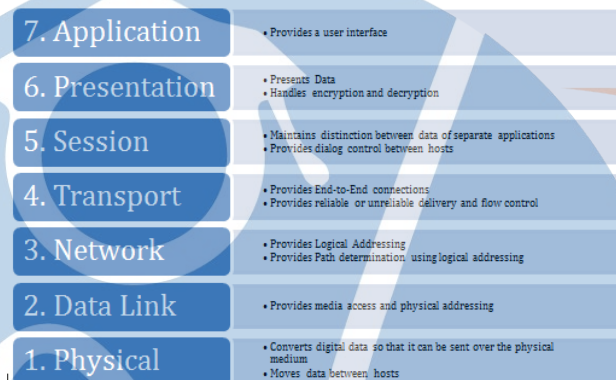 7. Application
• Provides a user interface
6. Presentation
• Presents Data
• Handles encryption and decryption
5. Session
• Maintains distinction between data of separate applications
• Provides dialog control between hosts
4. Transport
• Provides End-to-End connections
• Provides reliable or unreliable delivery and flow control
3. Network
• Provides Logical Addressing
• Provides Path determination using logical addressing
2. Data Link
• Provides media access and physical addressing
1. Physical
• Converts digital data so that it can be sent over the physical
medium
• Moves data between hosts